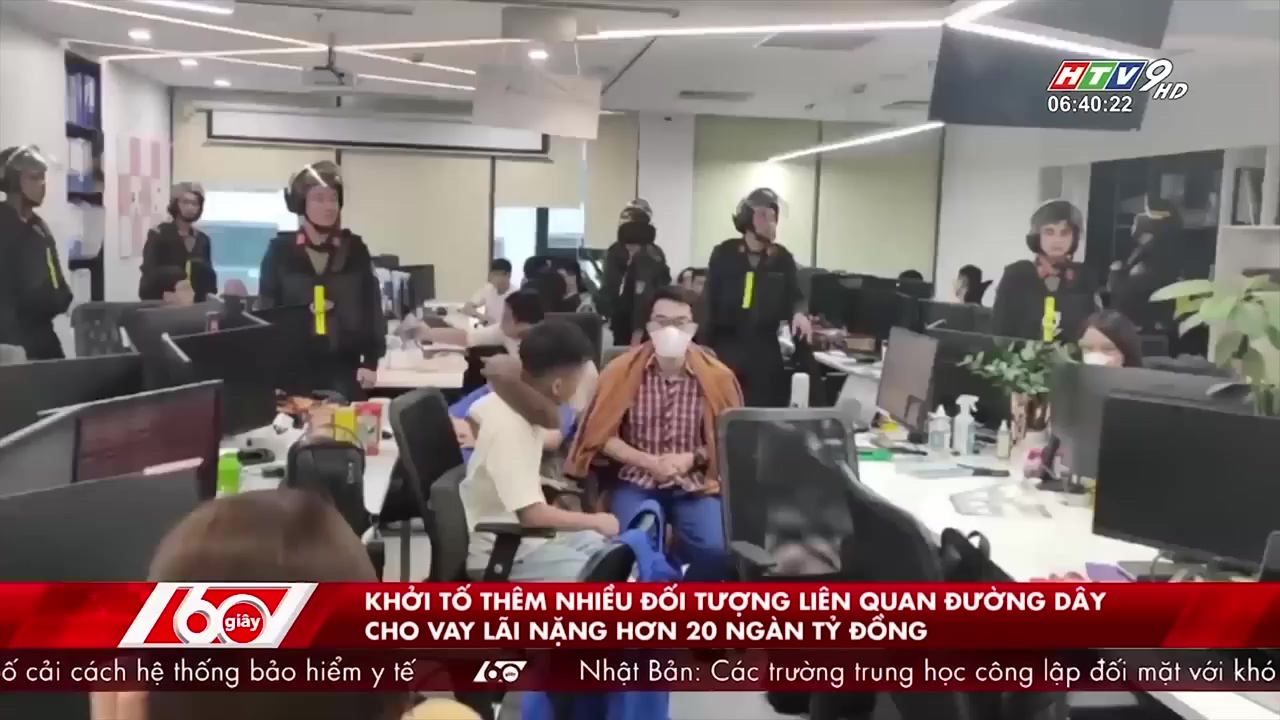 HTV9 HD
06:40:22
60 giây
KHỞI TỐ THÊM NHIỀU ĐỐI TƯỢNG LIÊN QUAN ĐƯỜNG DÂY
CHO VAY LÃI NẶNG HƠN 20 NGÀN TỶ ĐỒNG
ố cải cách hệ thống bảo hiểm y tế 60 giây Nhật Bản: Các trường trung học công lập đối mặt với khó